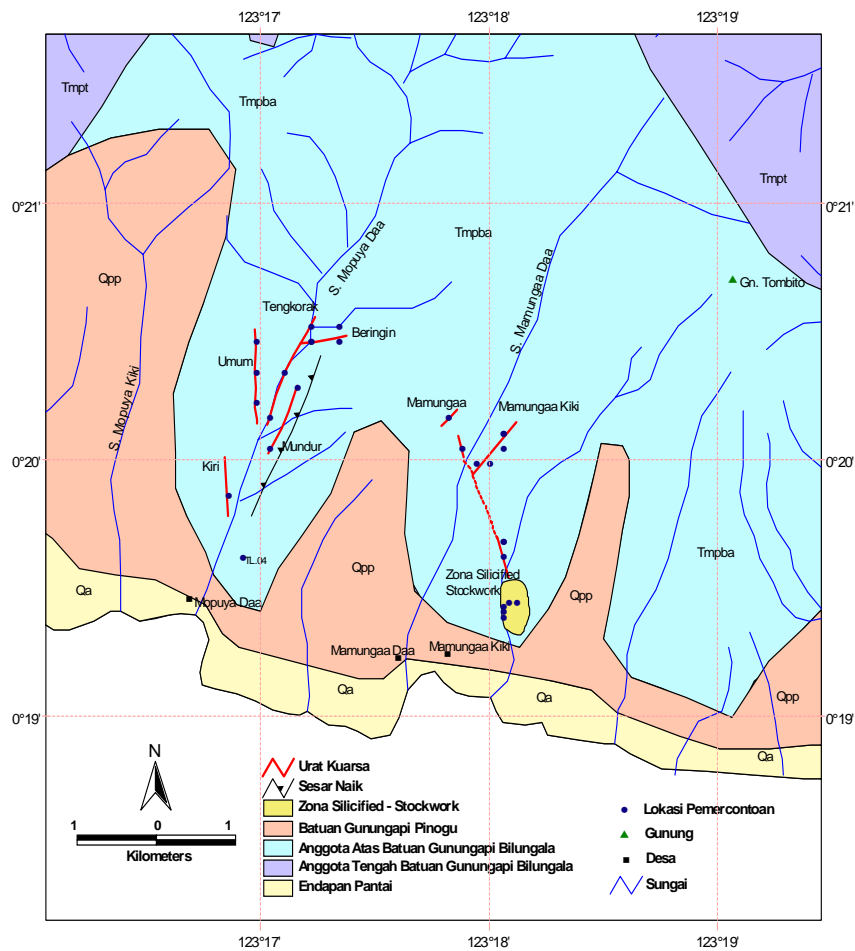 123°17' 123°18' 123°19'
Tmpt
Tmpba
Tmpt
0°21' 0°21'
S. Mopuya Daa
Tmpba
S. Mamungaa Daa
Qpp
Gn. Tombito
Tengkorak
Beringin
Umum
S. Mopuya Kiki
Mamungaa
Mamungaa Kiki
Mundur
Kiri
0°20' 0°20'
TL.04
Tmpba
Qpp
Zona Silicified
Stockwork
Qa
Qpp
Mopuya Daa
Mamungaa Daa
Mamungaa Kiki
Qa
Qa
Qpp
0°19' 0°19'
Qa
N
1 0 1
Kilometers
Urat Kuarsa
Sesar Naik
Zona Silicified - Stockwork
Batuan Gunungapi Pinogu
Anggota Atas Batuan Gunungapi Bilungala
Anggota Tengah Batuan Gunungapi Bilungala
Endapan Pantai
Lokasi Pemercontoan
Gunung
Desa
Sungai
123°17' 123°18' 123°19'